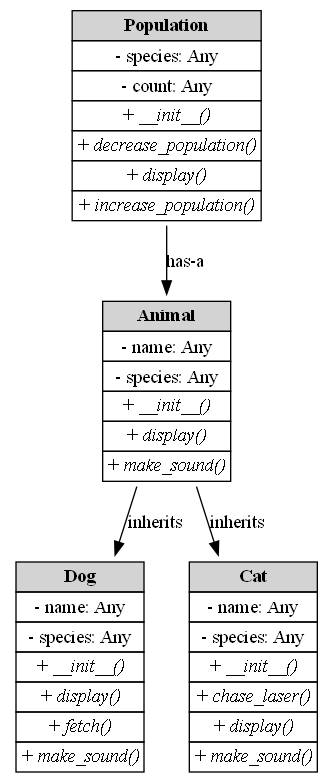 Population
- species: Any
- count: Any
+ __init__()
+ decrease_population()
+ display()
+ increase_population()
has-a
Animal
- name: Any
- species: Any
+ __init__()
+ display()
+ make_sound()
inherits
inherits
Dog
- name: Any
- species: Any
+ __init__()
+ display()
+ fetch()
+ make_sound()
Cat
- name: Any
- species: Any
+ __init__()
+ chase_laser()
+ display()
+ make_sound()